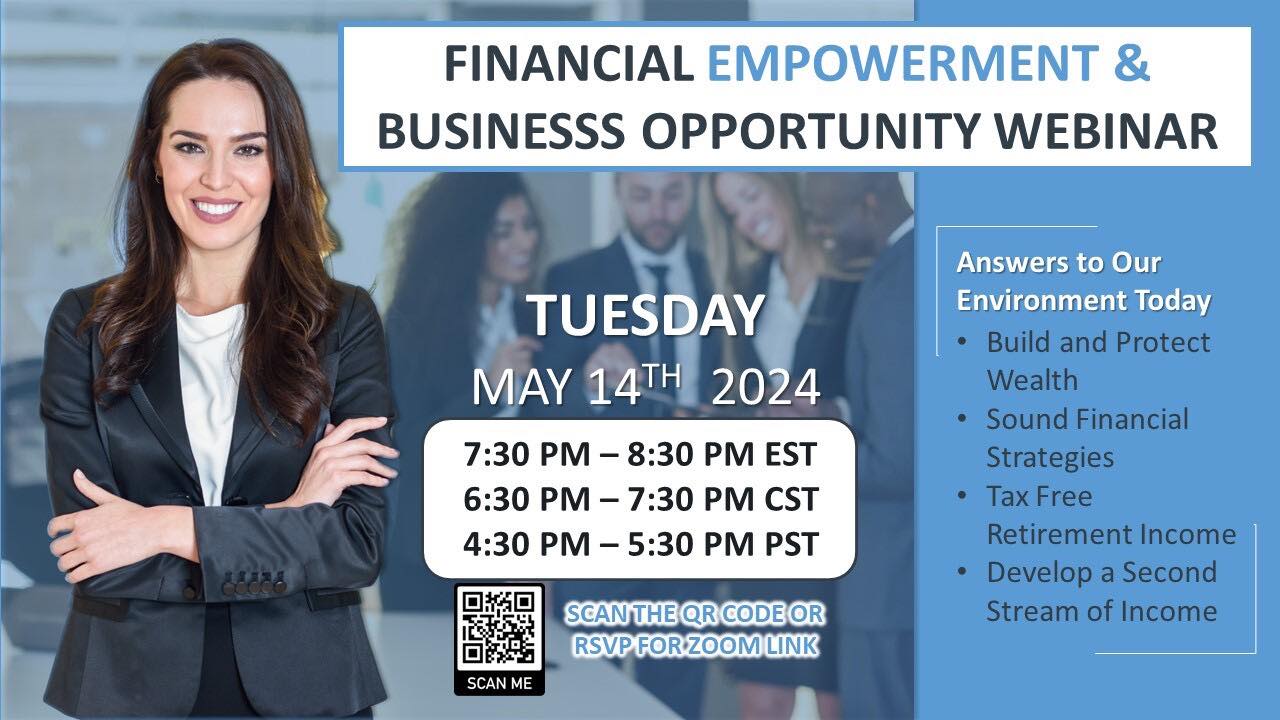 FINANCIAL EMPOWERMENT &
BUSINESSS OPPORTUNITY WEBINAR
TUESDAY
MAY 14TH 2024
7:30 PM – 8:30 PM EST
6:30 PM – 7:30 PM CST
4:30 PM – 5:30 PM PST
SCAN THE QR CODE OR
RSVP FOR ZOOM LINK
SCAN ME
Answers to Our
Environment Today
• Build and Protect
Wealth
• Sound Financial
Strategies
• Tax Free
Retirement Income
• Develop a Second
Stream of Income